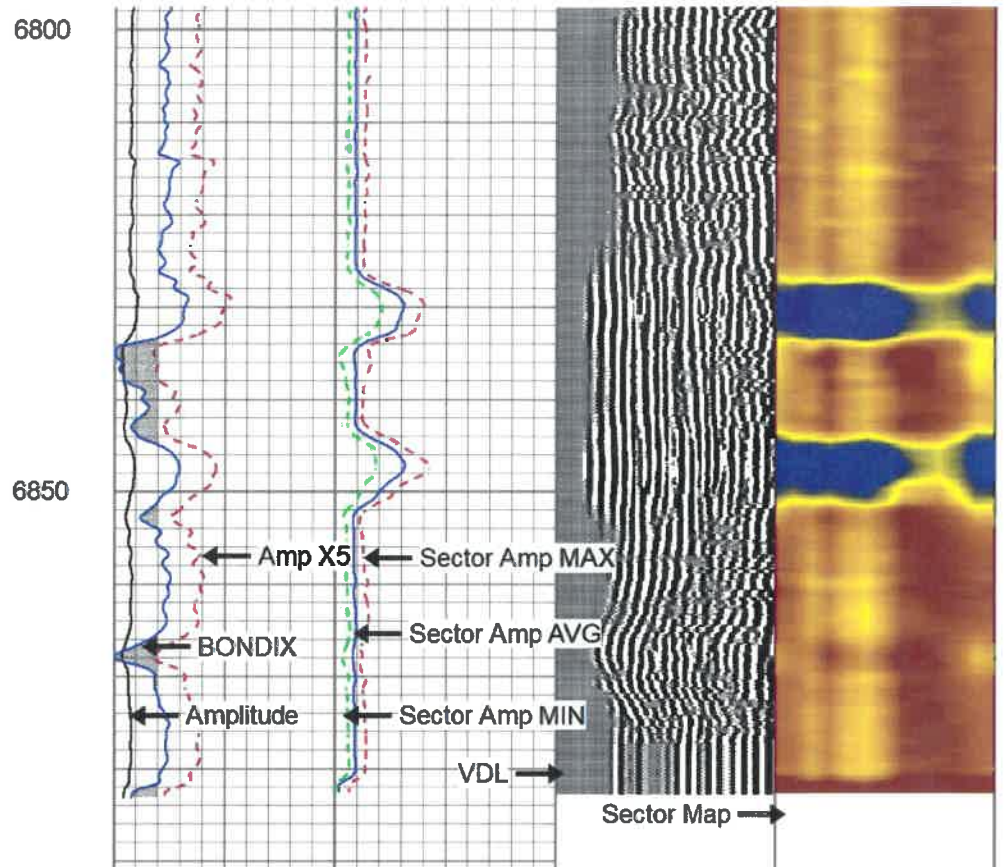 6800
6850
Amp X5
Sector Amp MAX
Sector Amp AVG
BONDIX
Amplitude
Sector Amp MIN
VDL
Sector Map